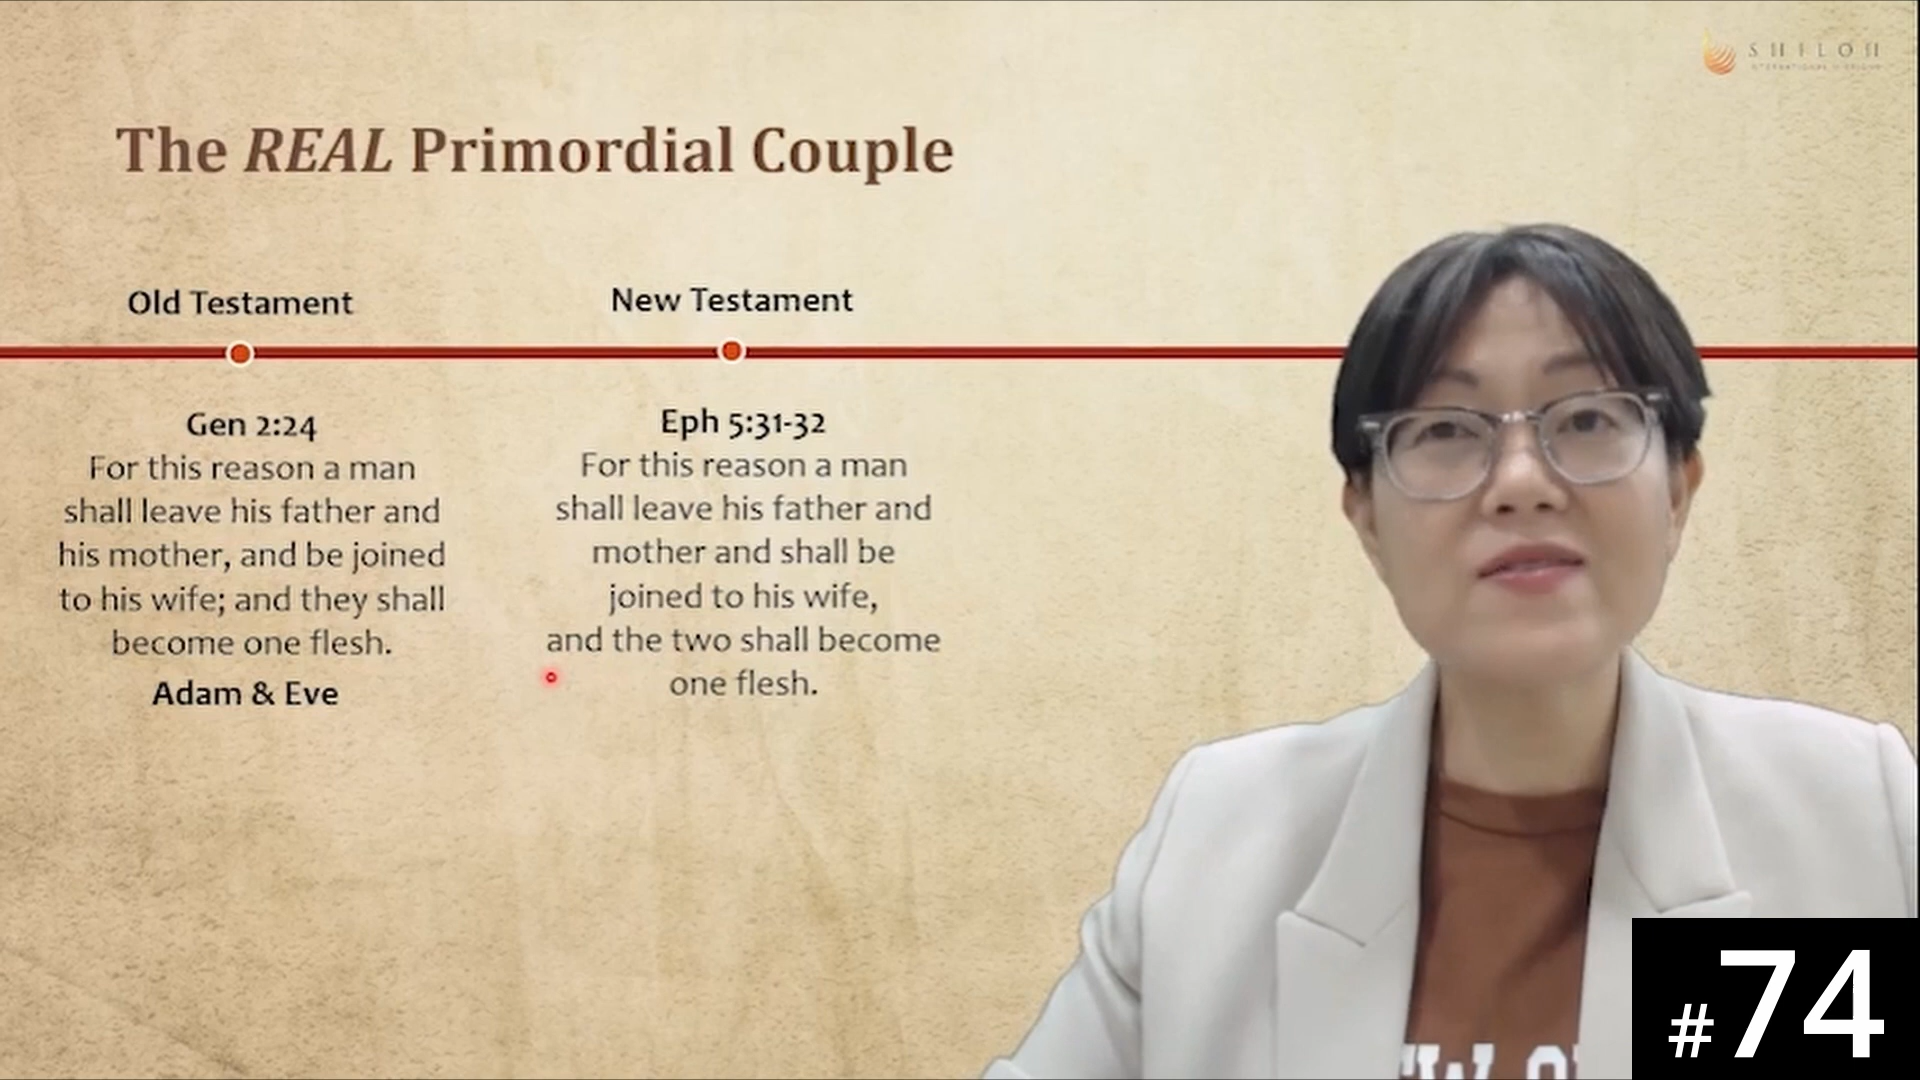 SHILOH
The REAL Primordial Couple
Old Testament
New Testament
Gen 2:24
For this reason a man
shall leave his father and
his mother, and be joined
to his wife; and they shall
become one flesh.
Adam & Eve
Eph 5:31-32
For this reason a man
shall leave his father and
mother and shall be
joined to his wife,
and the two shall become
one flesh.
#74